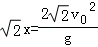 √2 x = 2√2 v₀² / g